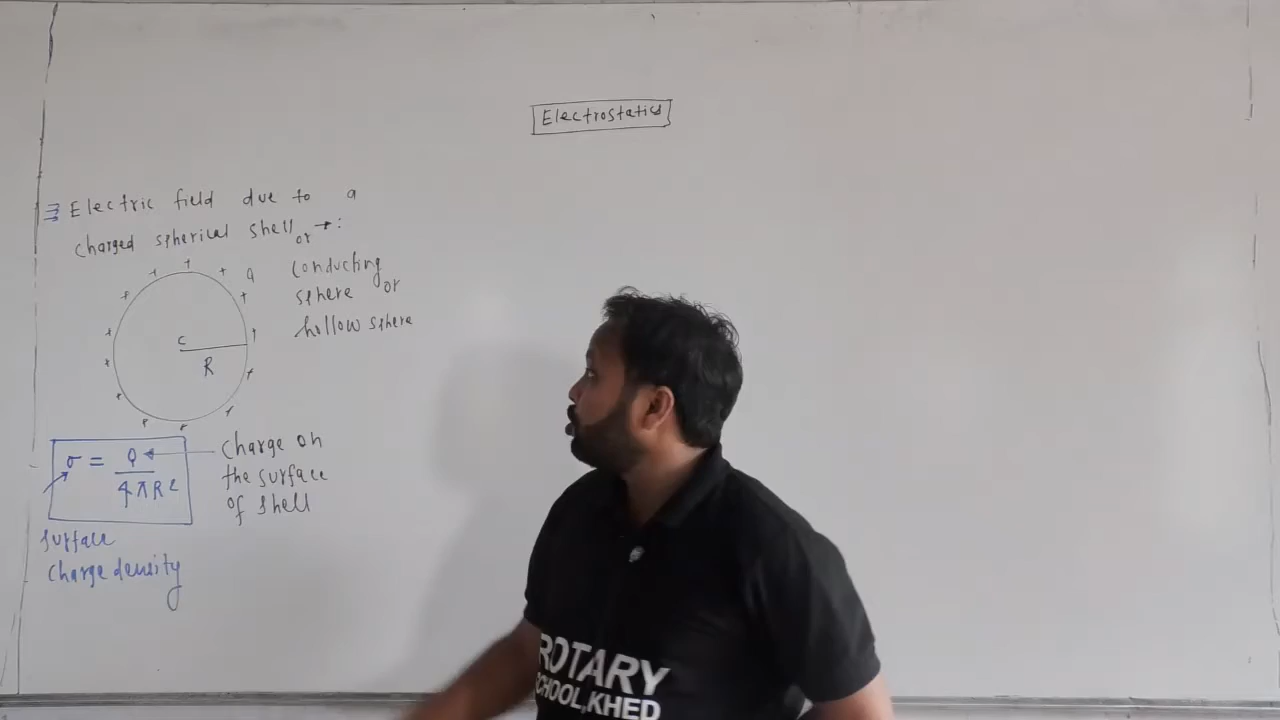 Electrostatics
Electric field due to a
charged spherical shell or →:
conducting
sphere or
hollow sphere
Q
C
R
σ = Q / 4πR²
charge on
the surface
of shell
surface
charge density
ROTARY
SCHOOL, KHED